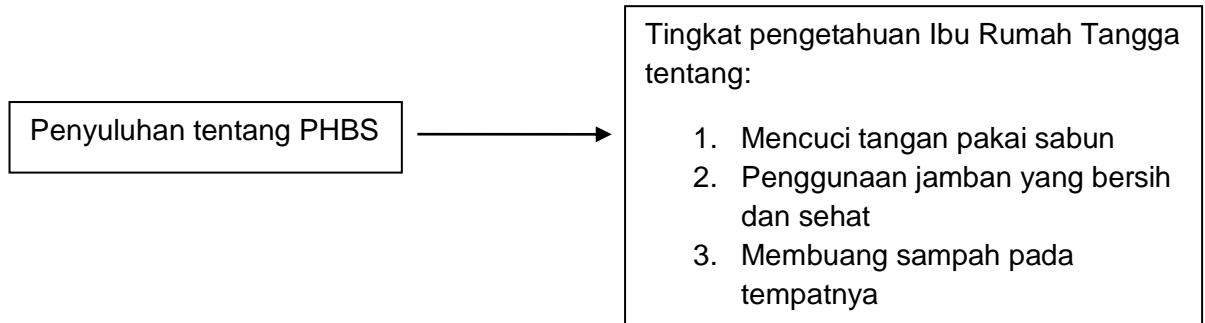 Penyuluhan tentang PHBS
Tingkat pengetahuan Ibu Rumah Tangga
tentang:
1. Mencuci tangan pakai sabun
2. Penggunaan jamban yang bersih
dan sehat
3. Membuang sampah pada
tempatnya